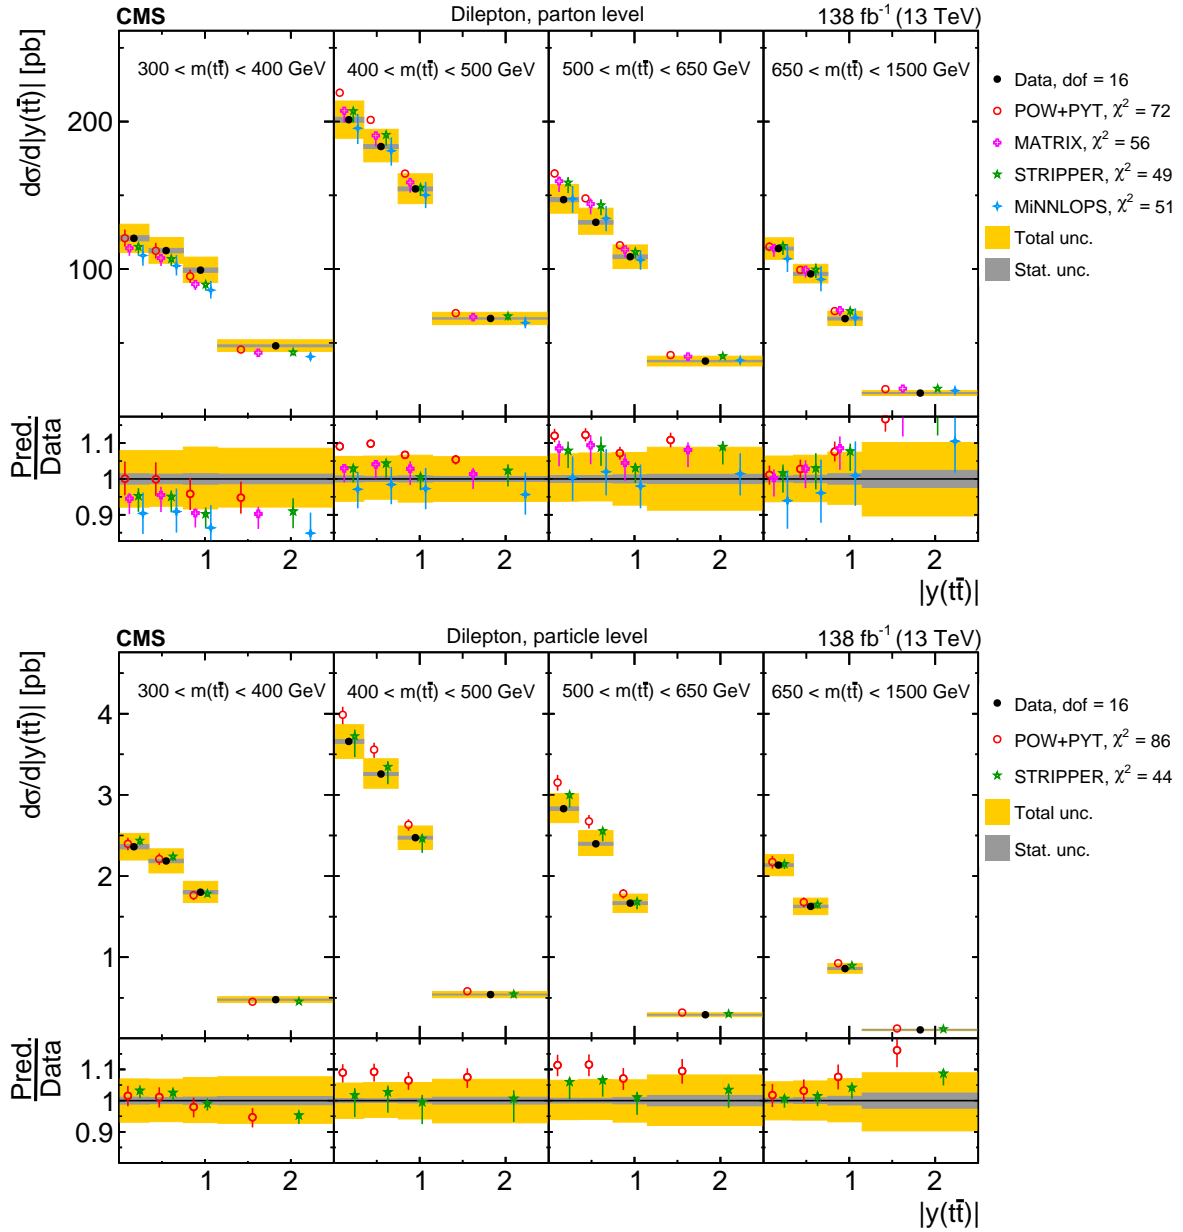 CMS Dilepton, parton level 138 fb⁻¹ (13 TeV)
dσ/d|y(tt̄)| [pb]
300 < m(tt̄) < 400 GeV
400 < m(tt̄) < 500 GeV
500 < m(tt̄) < 650 GeV
650 < m(tt̄) < 1500 GeV
200
100
Data, dof = 16
POW+PYT, χ² = 72
MATRIX, χ² = 56
STRIPPER, χ² = 49
MiNNLOPS, χ² = 51
Total unc.
Stat. unc.
Pred.
Data
1.1
1
0.9
1 2 1 2 1 2 1 2
|y(tt̄)|
CMS Dilepton, particle level 138 fb⁻¹ (13 TeV)
dσ/d|y(tt̄)| [pb]
300 < m(tt̄) < 400 GeV
400 < m(tt̄) < 500 GeV
500 < m(tt̄) < 650 GeV
650 < m(tt̄) < 1500 GeV
4
3
2
1
Data, dof = 16
POW+PYT, χ² = 86
STRIPPER, χ² = 44
Total unc.
Stat. unc.
Pred.
Data
1.1
1
0.9
1 2 1 2 1 2 1 2
|y(tt̄)|